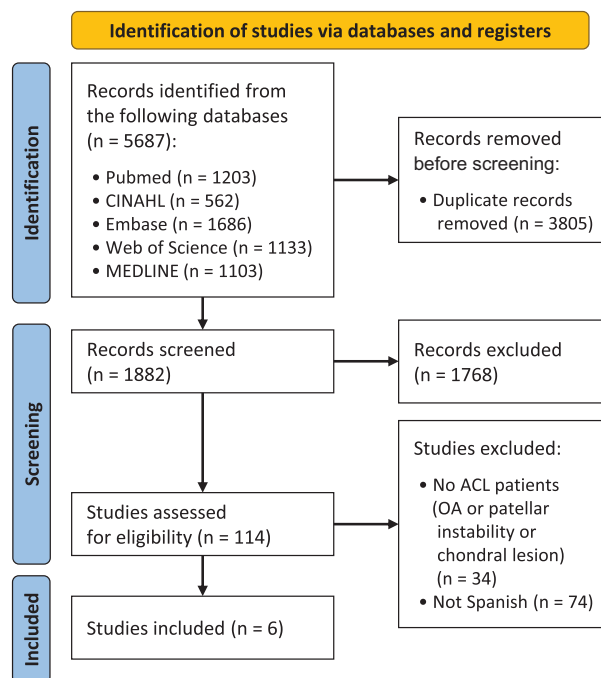 Identification of studies via databases and registers
Identification
Records identified from
the following databases
(n = 5687):
• Pubmed (n = 1203)
• CINAHL (n = 562)
• Embase (n = 1686)
• Web of Science (n = 1133)
• MEDLINE (n = 1103)
Records removed
before screening:
• Duplicate records
removed (n = 3805)
Screening
Records screened
(n = 1882)
Records excluded
(n = 1768)
Studies assessed
for eligibility (n = 114)
Studies excluded:
• No ACL patients
(OA or patellar
instability or
chondral lesion)
(n = 34)
• Not Spanish (n = 74)
Included
Studies included (n = 6)